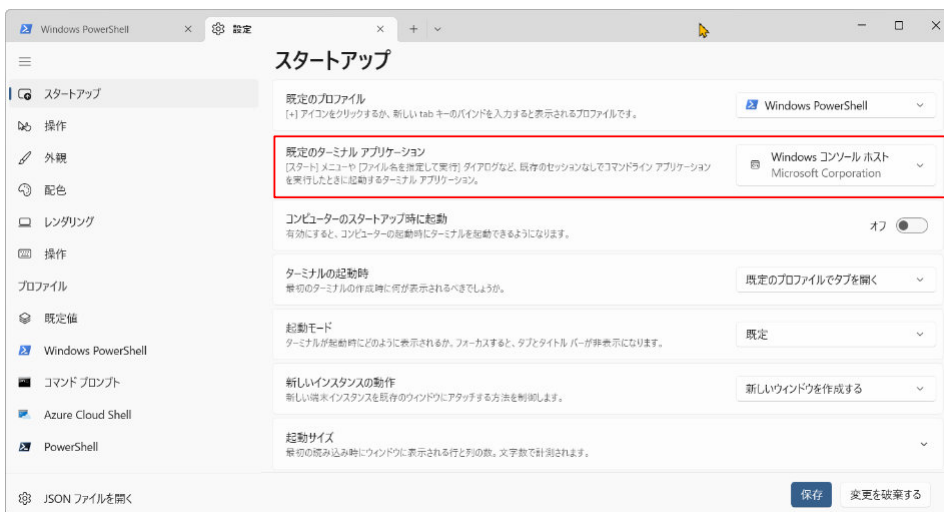 Windows PowerShell
設定
スタートアップ
スタートアップ
操作
外観
配色
レンダリング
操作
プロファイル
既定値
Windows PowerShell
コマンド プロンプト
Azure Cloud Shell
PowerShell
JSON ファイルを開く
既定のプロファイル
[+] アイコンをクリックするか、新しい tab キーのバインドを入力すると表示されるプロファイルです。
Windows PowerShell
既定のターミナル アプリケーション
[スタート] メニューや [ファイル名を指定して実行] ダイアログなど、既存のセッションなしでコマンドライン アプリケーション
を実行したときに起動するターミナル アプリケーション。
Windows コンソール ホスト
Microsoft Corporation
コンピューターのスタートアップ時に起動
有効にすると、コンピューターの起動時にターミナルを起動できるようになります。
オフ
ターミナルの起動時
最初のターミナルの作成時に何が表示されるべきでしょうか。
既定のプロファイルでタブを開く
起動モード
ターミナルが起動時にどのように表示されるか。フォーカスすると、タブとタイトル バーが非表示になります。
既定
新しいインスタンスの動作
新しい端末インスタンスを既存のウィンドウにアタッチする方法を制御します。
新しいウィンドウを作成する
起動サイズ
最初の読み込み時にウィンドウに表示される行と列の数。文字数で計測されます。
保存
変更を破棄する